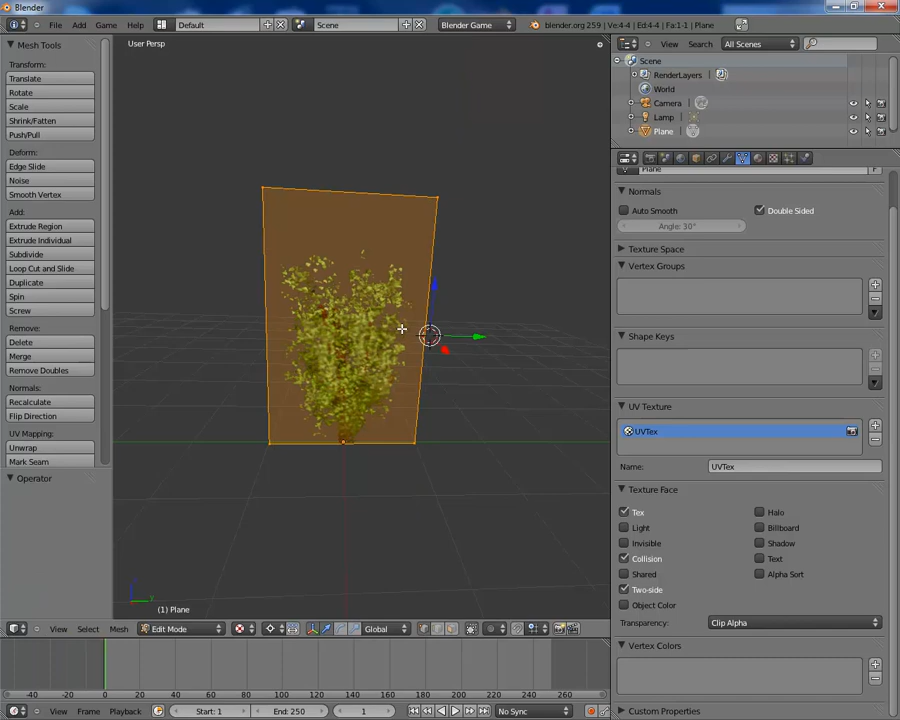 Blender
File Add Game Help
Default
Scene
Blender Game
blender.org 259 | Ve:4-4 | Ed:4-4 | Fa:1-1 | Plane
Mesh Tools
Transform:
Translate
Rotate
Scale
Shrink/Fatten
Push/Pull
Deform:
Edge Slide
Noise
Smooth Vertex
Add:
Extrude Region
Extrude Individual
Subdivide
Loop Cut and Slide
Duplicate
Spin
Screw
Remove:
Delete
Merge
Remove Doubles
Normals:
Recalculate
Flip Direction
UV Mapping:
Unwrap
Mark Seam
Operator
User Persp
(1) Plane
View Select Mesh
Edit Mode
Global
View Search All Scenes
Scene
RenderLayers
World
Camera
Lamp
Plane
Plane F
Normals
Auto Smooth
Double Sided
Angle: 30°
Texture Space
Vertex Groups
Shape Keys
UV Texture
UVTex
Name: UVTex
Texture Face
Tex
Halo
Light
Billboard
Invisible
Shadow
Collision
Text
Shared
Alpha Sort
Two-side
Object Color
Transparency: Clip Alpha
Vertex Colors
Custom Properties
-40 -20 0 20 40 60 80 100 120 140 160 180 200 220 240 260
View Frame Playback
Start: 1
End: 250
1
No Sync